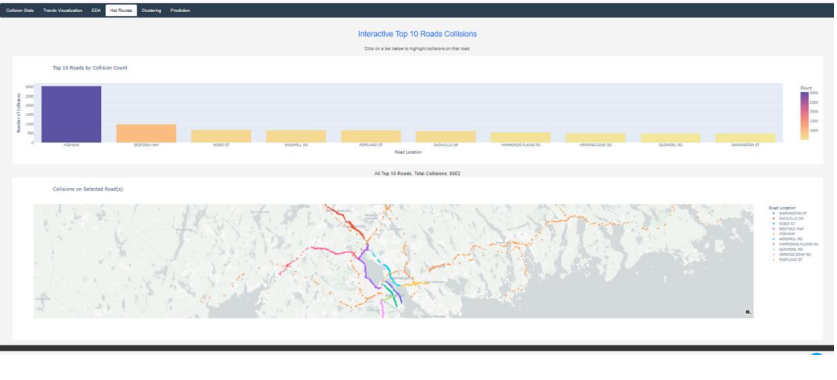 Collision Stats Trends Visualization EDA Hot Routes Clustering Prediction
Interactive Top 10 Roads Collisions
Click on a bar below to highlight collisions on that road
Top 10 Roads by Collision Count
Count
Number of Collisions
3000
2500
2000
1500
1000
500
0
3000
2500
2000
1500
1000
HIGHWAY BEDFORD HWY ROBIE ST WINDMILL RD PORTLAND ST SACKVILLE DR HAMMONDS PLAINS RD HERRING COVE RD QUINPOOL RD BARRINGTON ST
Road Location
All Top 10 Roads. Total Collisions:
Collisions on Selected Road(s)
Road Location
BARRINGTON ST
SACKVILLE DR
ROBIE ST
BEDFORD HWY
HIGHWAY
WINDMILL RD
HAMMONDS PLAINS RD
QUINPOOL RD
HERRING COVE RD
PORTLAND ST